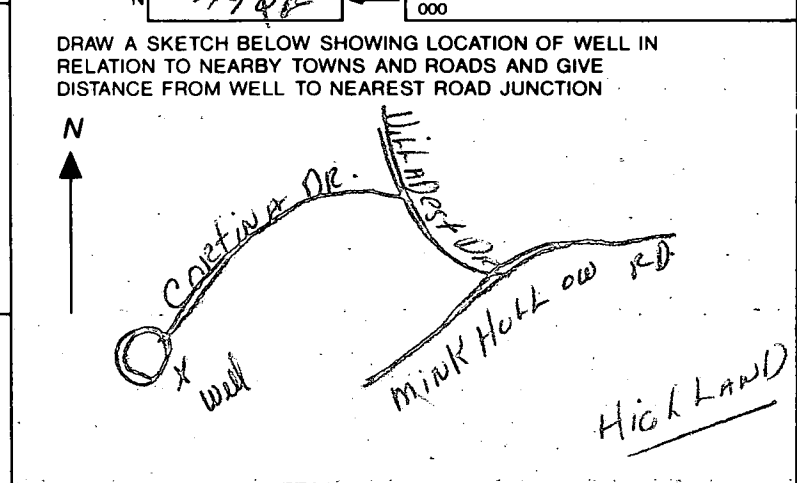 000
DRAW A SKETCH BELOW SHOWING LOCATION OF WELL IN
RELATION TO NEARBY TOWNS AND ROADS AND GIVE
DISTANCE FROM WELL TO NEAREST ROAD JUNCTION
N
CORTINA DR.
VILLADEST DR
X well
MINK HOLLOW RD.
HIGHLAND